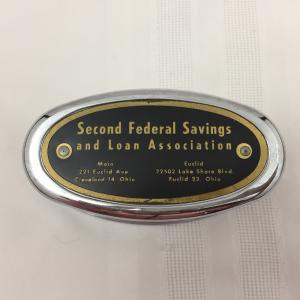 Second Federal Savings
and Loan Association
Main
221 Euclid Ave.
Cleveland 14, Ohio
Euclid
22502 Lake Shore Blvd.
Euclid 23, Ohio